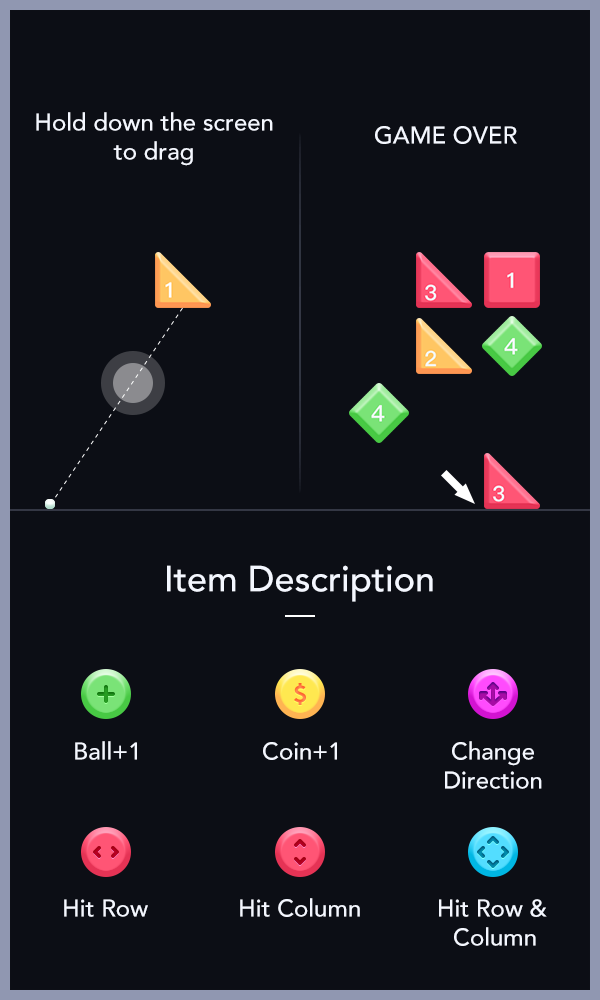 Hold down the screen
to drag
1
GAME OVER
3
1
2
4
4
3
Item Description
+
$
Ball+1
Coin+1
Change
Direction
Hit Row
Hit Column
Hit Row &
Column